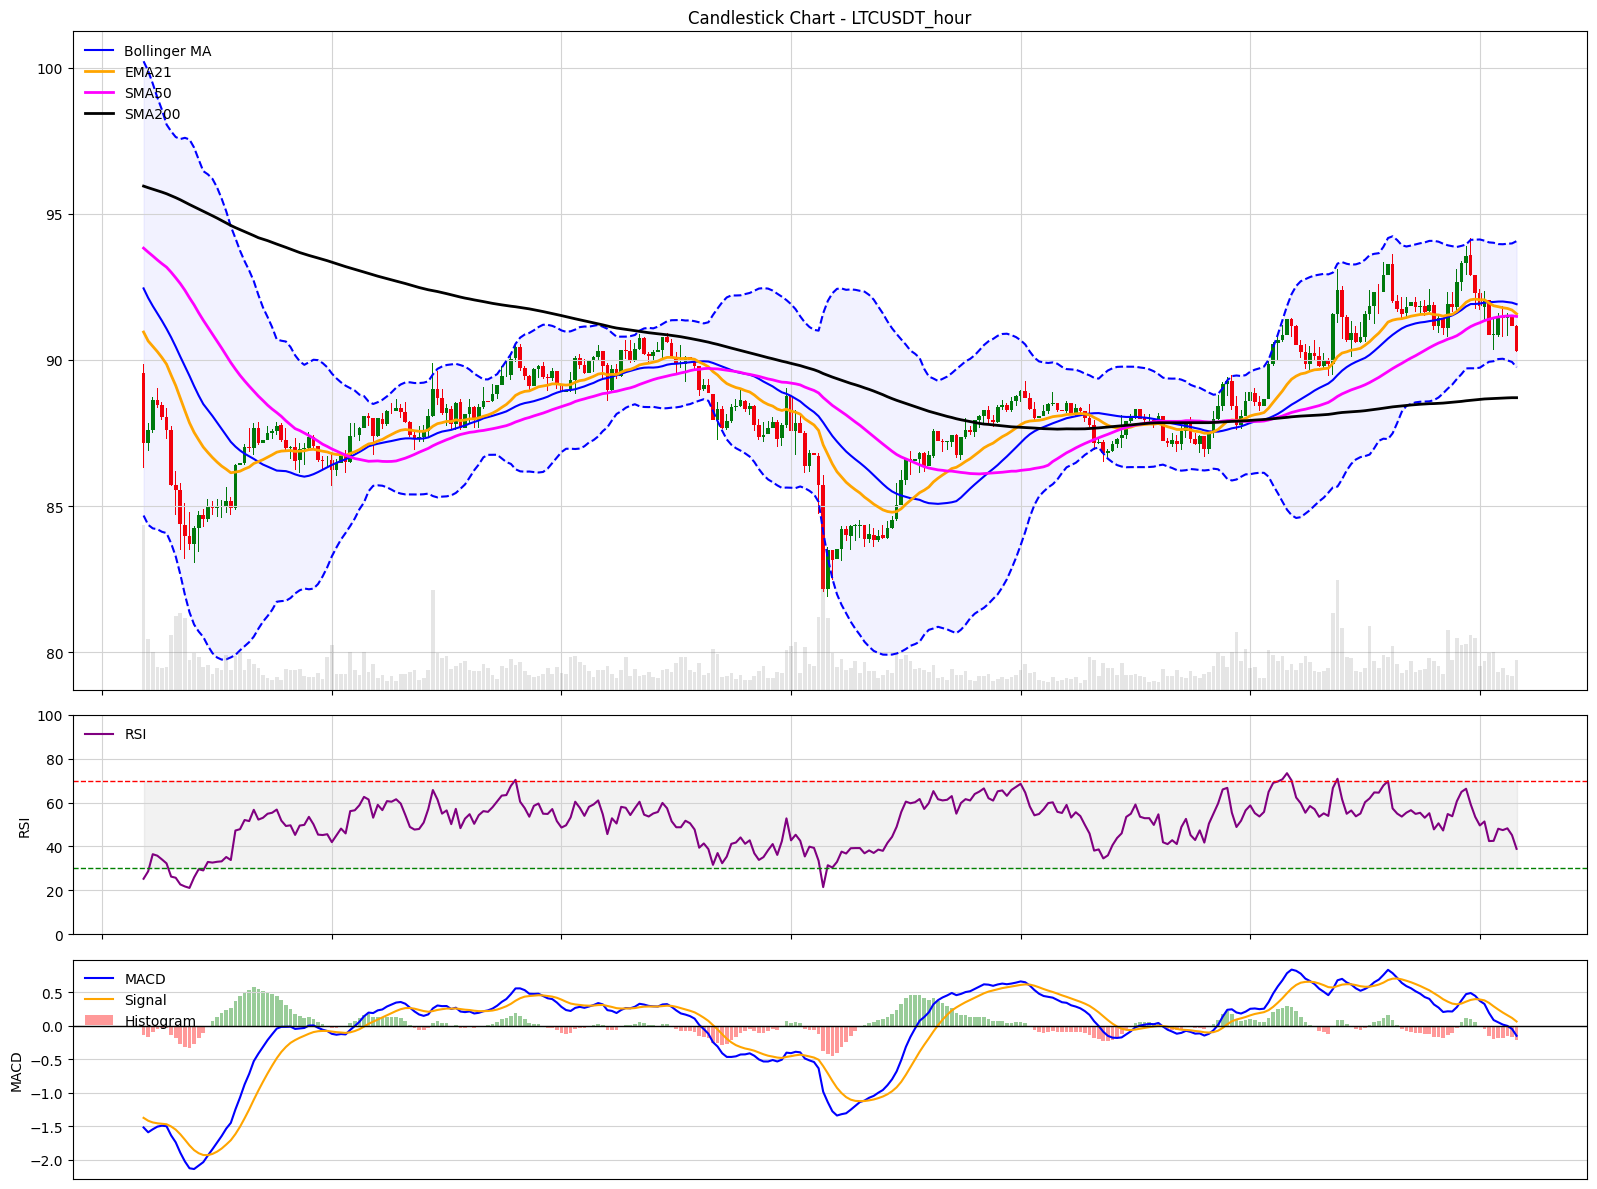 Candlestick Chart - LTCUSDT_hour
Bollinger MA
EMA21
SMA50
SMA200
100
95
90
85
80
RSI
100
80
60
40
20
0
RSI
MACD
Signal
Histogram
0.5
0.0
−0.5
−1.0
−1.5
−2.0
MACD